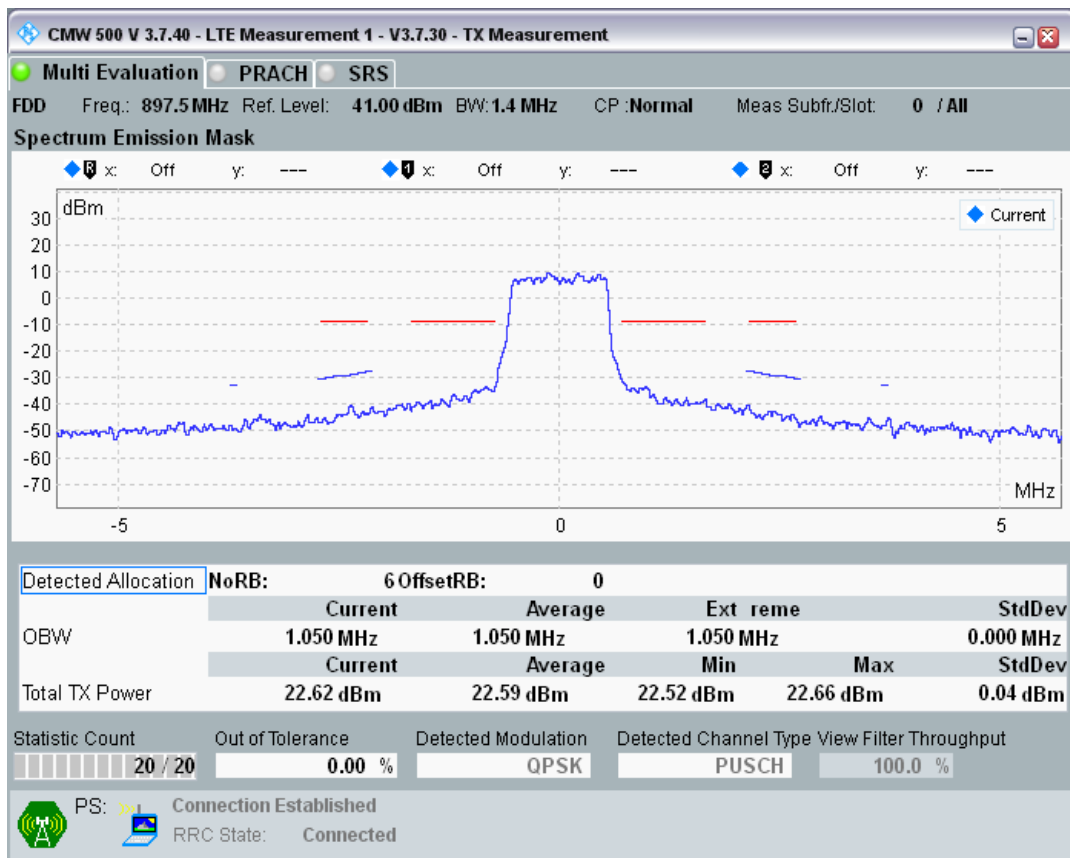 CMW 500 V 3.7.40 - LTE Measurement 1 - V3.7.30 - TX Measurement
Multi Evaluation PRACH SRS
FDD Freq.: 897.5 MHz Ref. Level: 41.00 dBm BW: 1.4 MHz CP :Normal Meas Subfr./Slot: 0 / All
Spectrum Emission Mask
R x: Off y: --- 1 x: Off y: --- 2 x: Off y: ---
dBm
Current
30
20
10
0
-10
-20
-30
-40
-50
-60
-70
MHz
-5 0 5
Detected Allocation NoRB: 6 OffsetRB: 0
Current Average Ext reme StdDev
OBW 1.050 MHz 1.050 MHz 1.050 MHz 0.000 MHz
Current Average Min Max StdDev
Total TX Power 22.62 dBm 22.59 dBm 22.52 dBm 22.66 dBm 0.04 dBm
Statistic Count Out of Tolerance Detected Modulation Detected Channel Type View Filter Throughput
20 / 20 0.00 % QPSK PUSCH 100.0 %
PS: Connection Established
RRC State: Connected